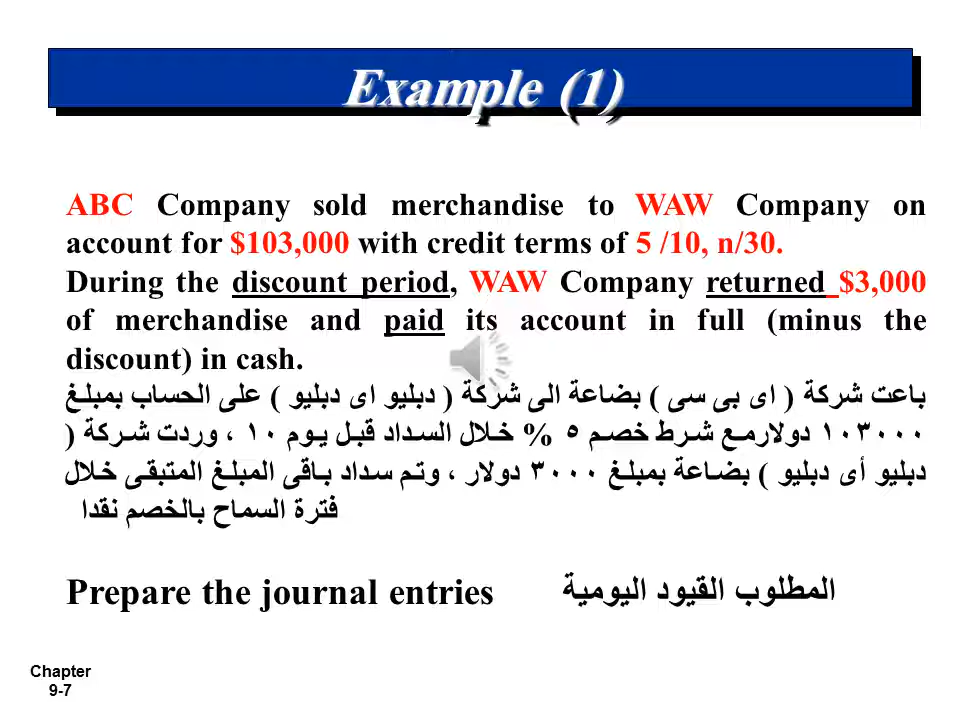 Example (1)
ABC Company sold merchandise to WAW Company on
account for $103,000 with credit terms of 5 /10, n/30.
During the discount period, WAW Company returned $3,000
of merchandise and paid its account in full (minus the
discount) in cash.
باعت شركة ( اى بى سى ) بضاعة الى شركة ( دبليو اى دبليو ) على الحساب بمبلغ
١٠٣٠٠٠ دولارمع شرط خصم ٥ % خلال السداد قبل يوم ١٠ ، وردت شركة (
دبليو أى دبليو ) بضاعة بمبلغ ٣٠٠٠ دولار ، وتم سداد باقى المبلغ المتبقى خلال
فترة السماح بالخصم نقدا
Prepare the journal entries المطلوب القيود اليومية
Chapter
9-7